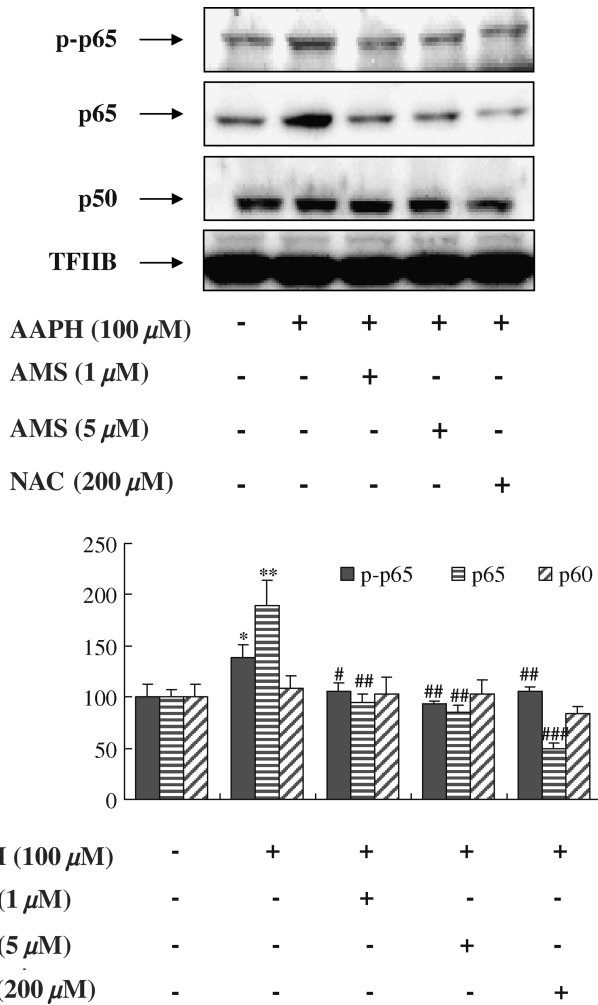 p-p65
p65
p50
TFIIB
AAPH (100 μM) - + + + +
AMS (1 μM) - - + - -
AMS (5 μM) - - - + -
NAC (200 μM) - - - - +
250
200
150
100
50
0
p-p65 p65 p60
* ** # ## ## ## ## ###
(100 μM) - + + + +
(1 μM) - - + - -
(5 μM) - - - + -
(200 μM) - - - - +